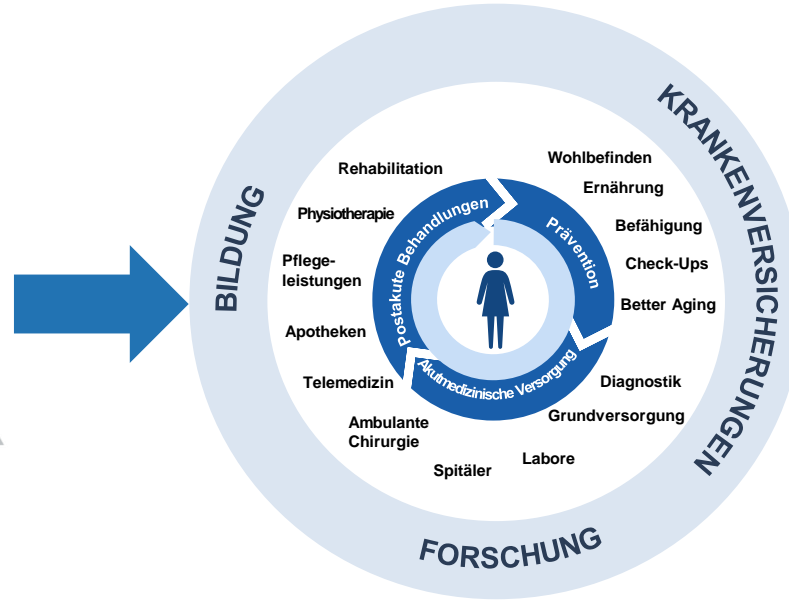 BILDUNG
KRANKENVERSICHERUNGEN
FORSCHUNG
Rehabilitation
Physiotherapie
Pflege-
leistungen
Apotheken
Telemedizin
Ambulante
Chirurgie
Spitäler
Labore
Grundversorgung
Diagnostik
Better Aging
Check-Ups
Befähigung
Ernährung
Wohlbefinden
Postakute Behandlungen
Prävention
Akutmedizinische Versorgung